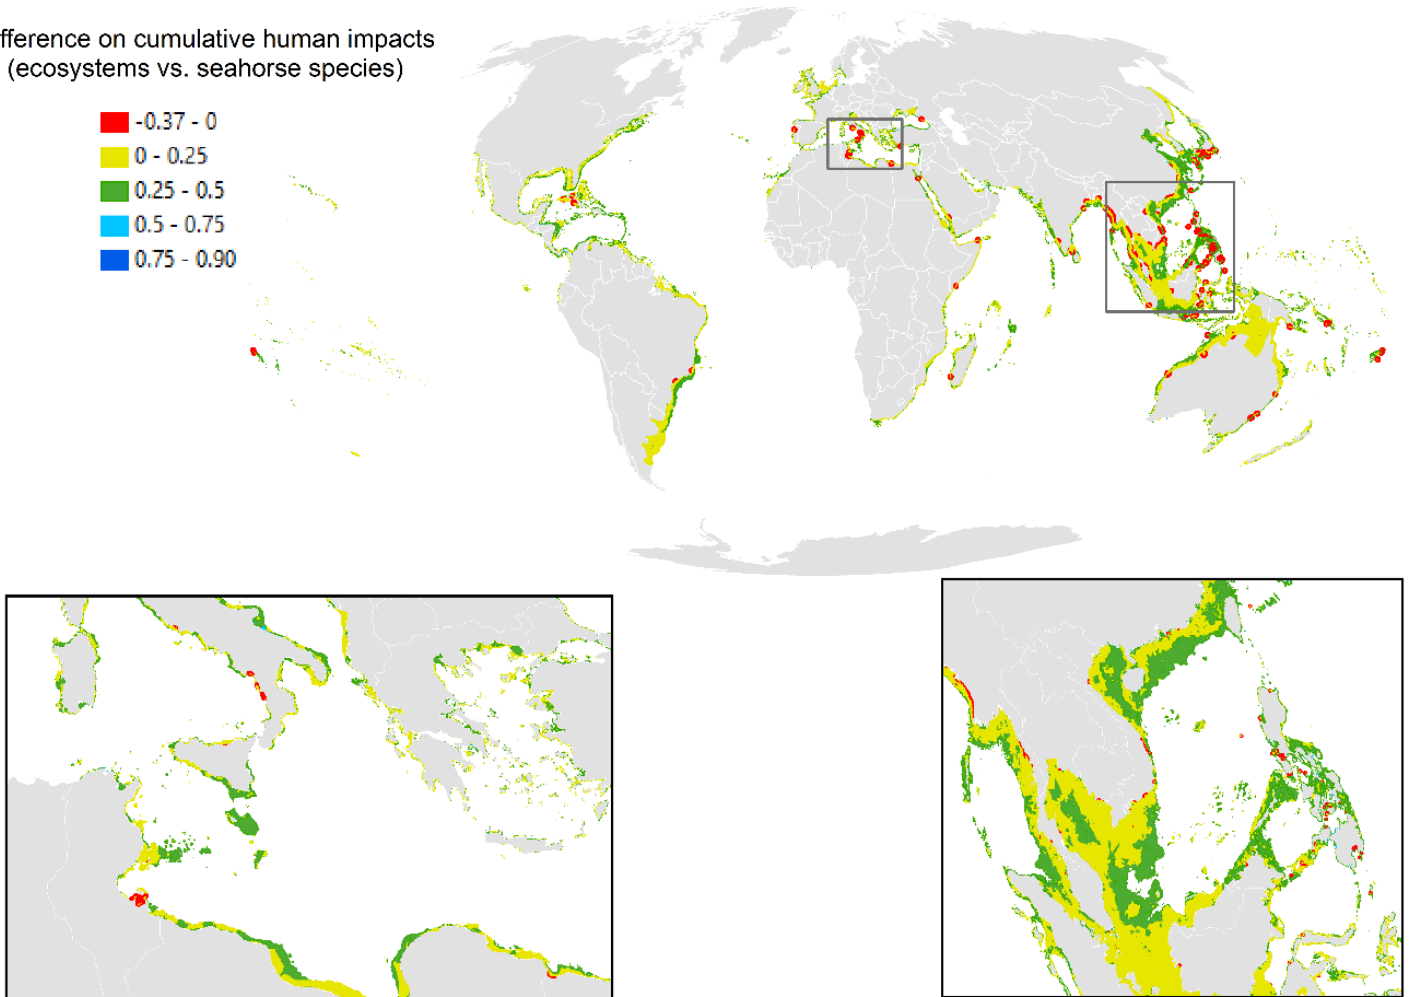 fference on cumulative human impacts
(ecosystems vs. seahorse species)
-0.37 - 0
0 - 0.25
0.25 - 0.5
0.5 - 0.75
0.75 - 0.90